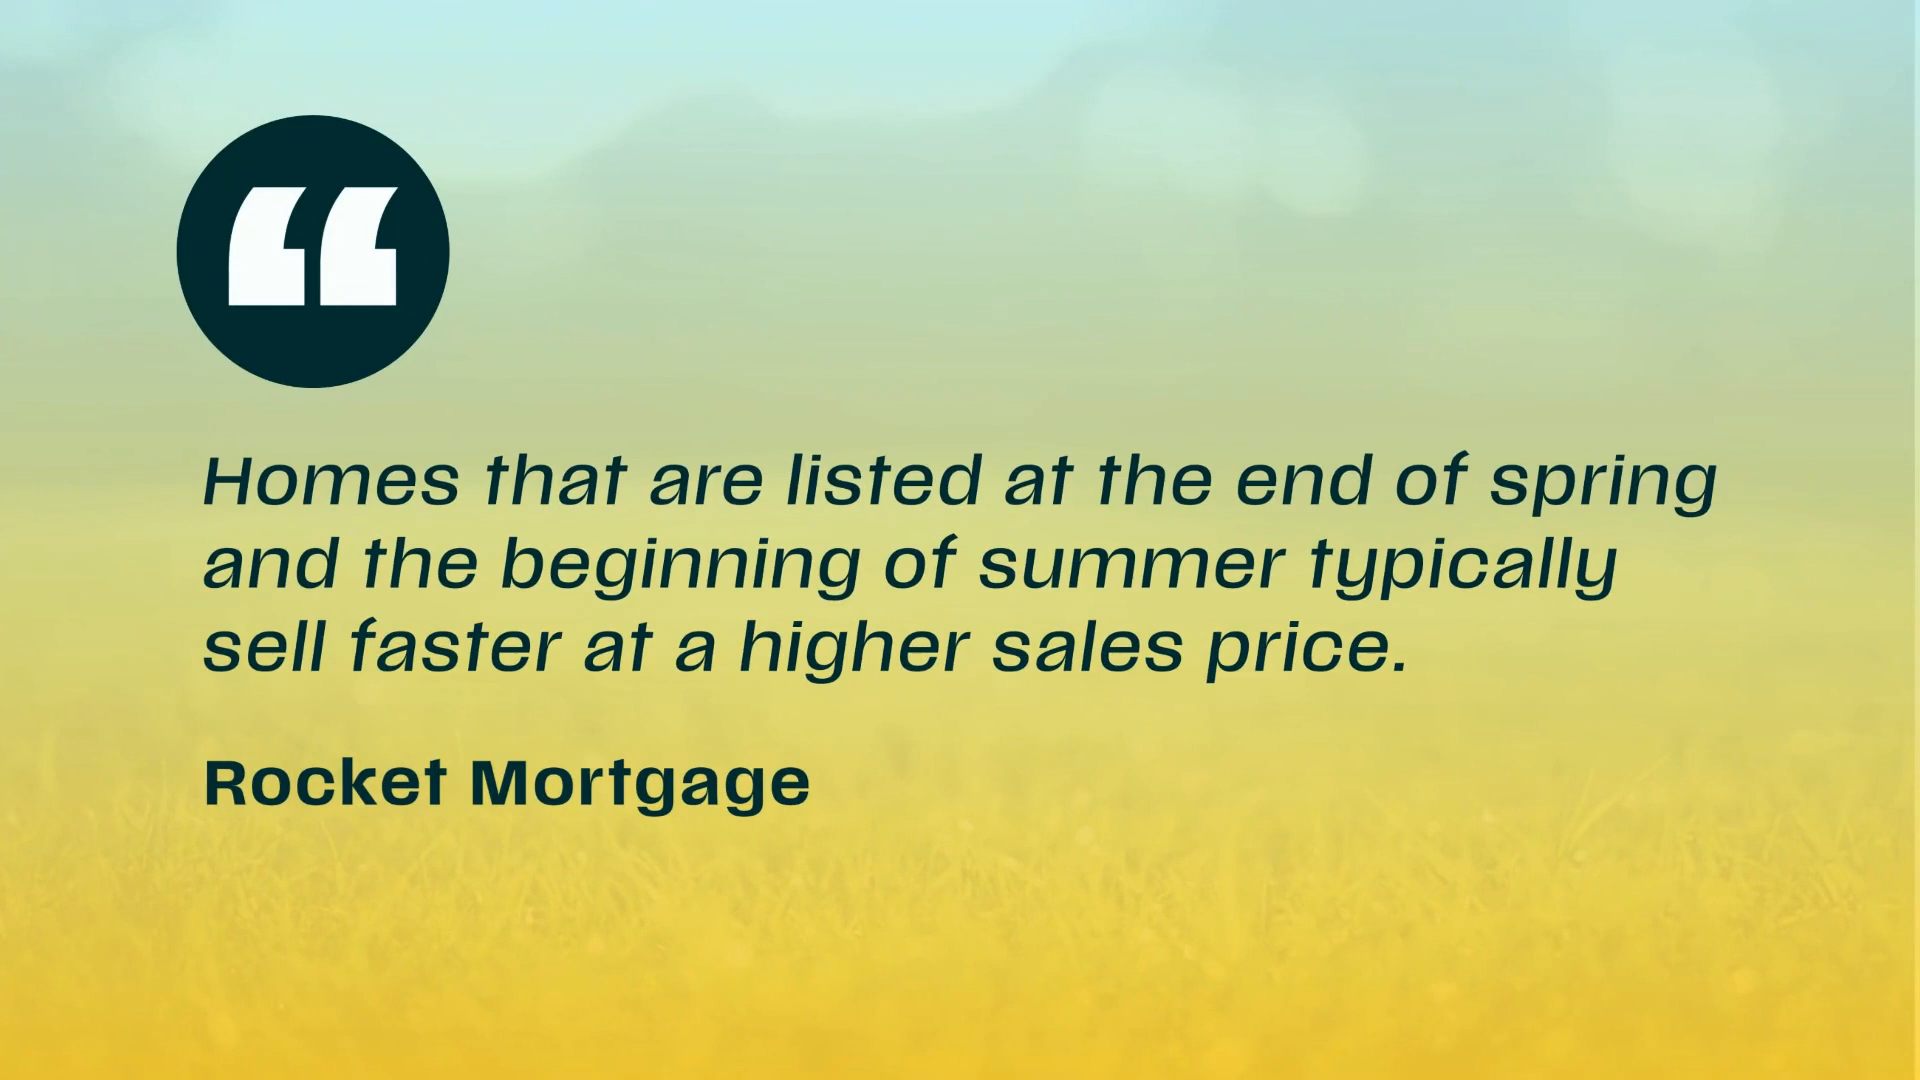 “
Homes that are listed at the end of spring
and the beginning of summer typically
sell faster at a higher sales price.
Rocket Mortgage